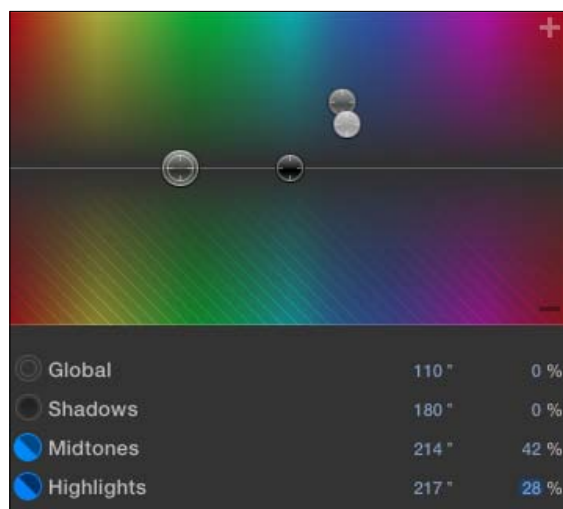 Global 110 ° 0 %
Shadows 180 ° 0 %
Midtones 214 ° 42 %
Highlights 217 ° 28 %